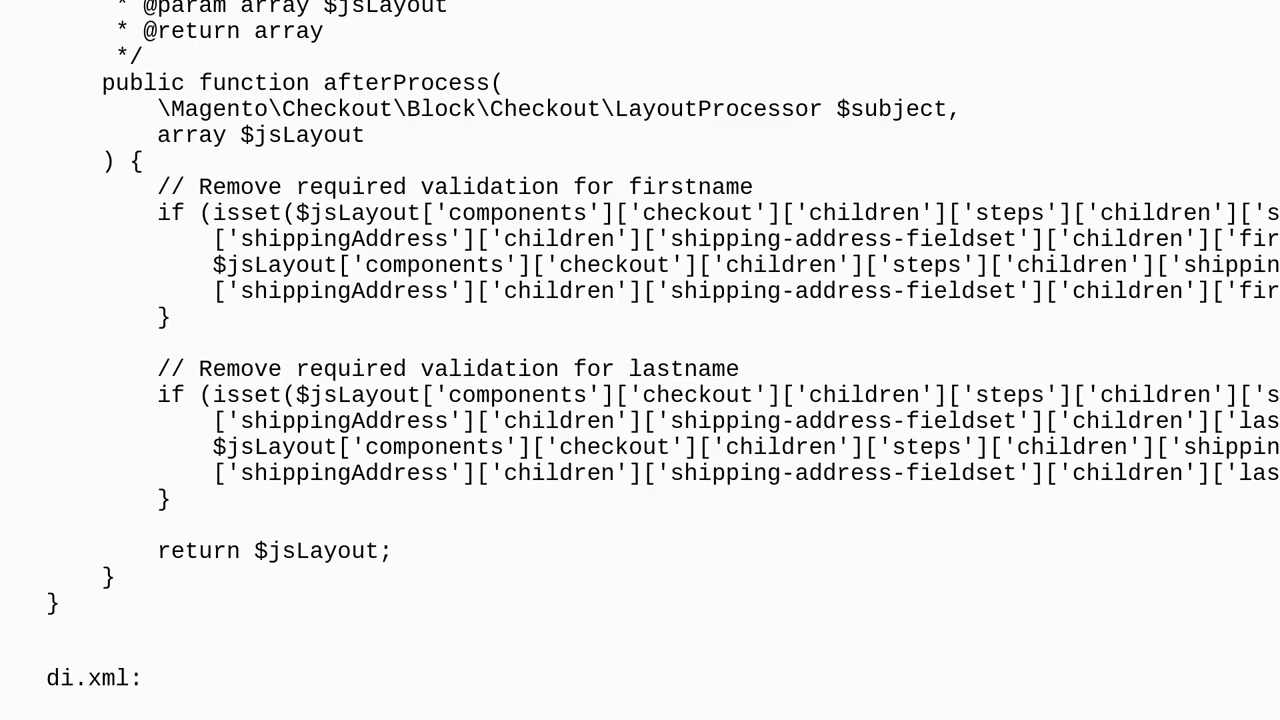 * @param array $jsLayout
* @return array
*/
public function afterProcess(
\Magento\Checkout\Block\Checkout\LayoutProcessor $subject,
array $jsLayout
) {
// Remove required validation for firstname
if (isset($jsLayout['components']['checkout']['children']['steps']['children']['s
['shippingAddress']['children']['shipping-address-fieldset']['children']['fir
$jsLayout['components']['checkout']['children']['steps']['children']['shippin
['shippingAddress']['children']['shipping-address-fieldset']['children']['fir
}
// Remove required validation for lastname
if (isset($jsLayout['components']['checkout']['children']['steps']['children']['s
['shippingAddress']['children']['shipping-address-fieldset']['children']['las
$jsLayout['components']['checkout']['children']['steps']['children']['shippin
['shippingAddress']['children']['shipping-address-fieldset']['children']['las
}
return $jsLayout;
}
}
di.xml: